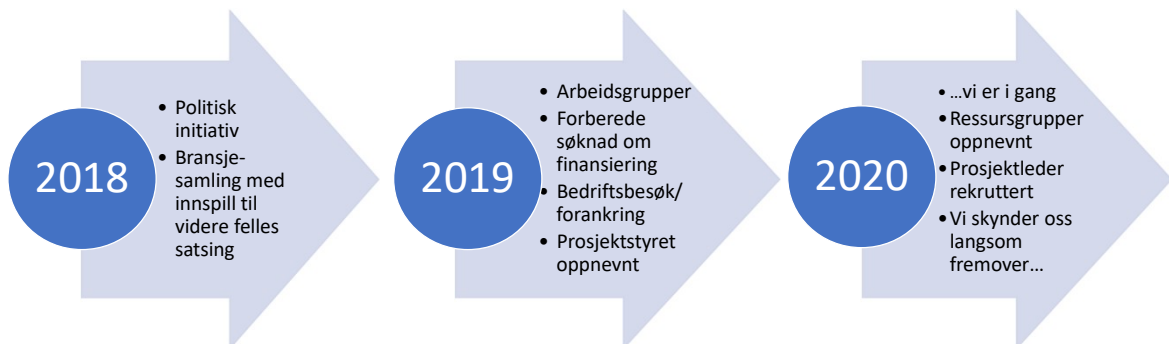 2018
• Politisk
initiativ
• Bransje-
samling med
innspill til
videre felles
satsing
2019
• Arbeidsgrupper
• Forberede
søknad om
finansiering
• Bedriftsbesøk/
forankring
• Prosjektstyret
oppnevnt
2020
• …vi er i gang
• Ressursgrupper
oppnevnt
• Prosjektleder
rekruttert
• Vi skynder oss
langsom
fremover…